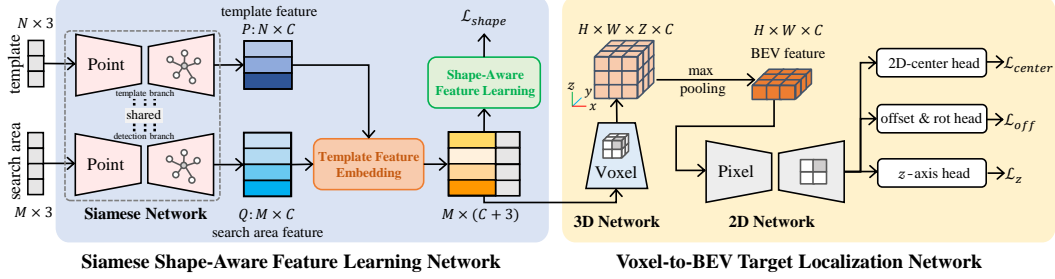 N × 3
template
Point
template feature
P: N × C
template branch
shared
detection branch
search area
M × 3
Point
Siamese Network
Q: M × C
search area feature
Template Feature
Embedding
ℒ_shape
Shape-Aware
Feature Learning
M × (C + 3)
Siamese Shape-Aware Feature Learning Network
H × W × Z × C
z
y
x
max
pooling
H × W × C
BEV feature
Voxel
3D Network
Pixel
2D Network
2D-center head
ℒ_center
offset & rot head
ℒ_off
z-axis head
ℒ_z
Voxel-to-BEV Target Localization Network